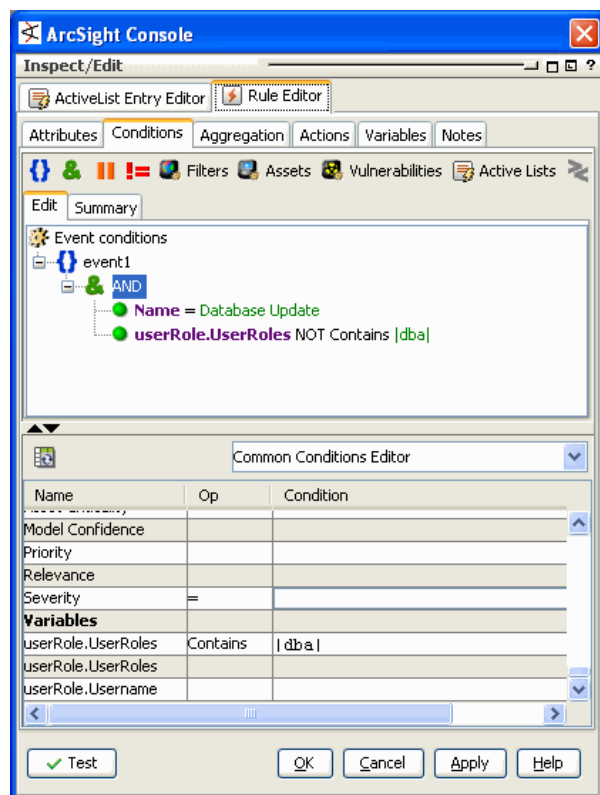 ArcSight Console
Inspect/Edit ?
ActiveList Entry Editor Rule Editor
Attributes Conditions Aggregation Actions Variables Notes
{} & || != Filters Assets Vulnerabilities Active Lists
Edit Summary
Event conditions
{} event1
& AND
Name = Database Update
userRole.UserRoles NOT Contains |dba|
Common Conditions Editor
Name Op Condition
Model Confidence
Priority
Relevance
Severity =
Variables
userRole.UserRoles Contains |dba|
userRole.UserRoles
userRole.Username
Test OK Cancel Apply Help